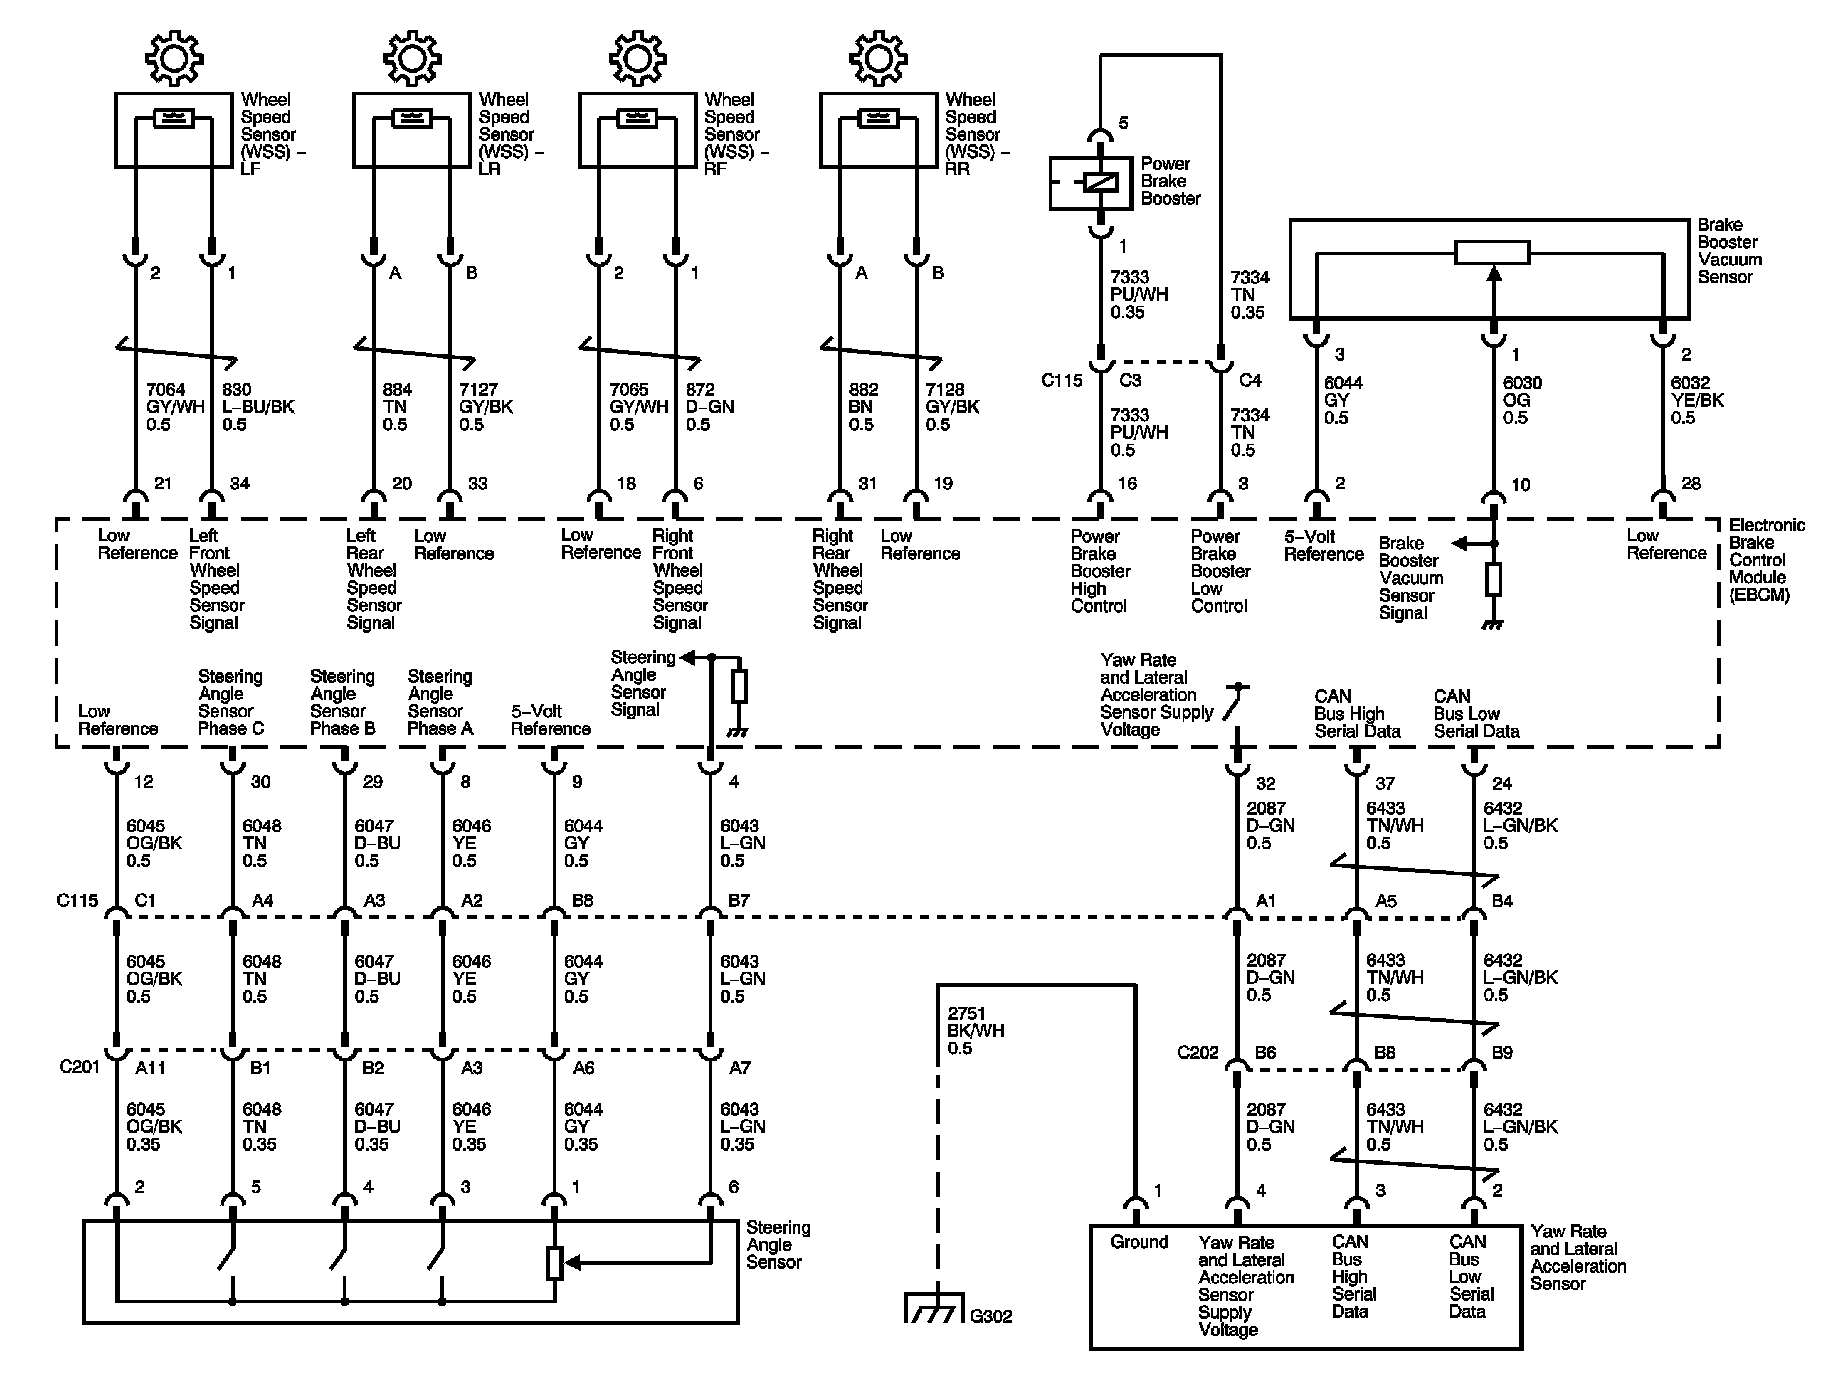 Wheel
Speed
Sensor
(WSS) –
LF
Wheel
Speed
Sensor
(WSS) –
LR
Wheel
Speed
Sensor
(WSS) –
RF
Wheel
Speed
Sensor
(WSS) –
RR
5
Power
Brake
Booster
1
Brake
Booster
Vacuum
Sensor
2 1 A B 2 1 A B
7333
PU/WH
0.35
7334
TN
0.35
3 1 2
C115 C3 C4
7064
GY/WH
0.5
830
L–BU/BK
0.5
884
TN
0.5
7127
GY/BK
0.5
7065
GY/WH
0.5
872
D–GN
0.5
882
BN
0.5
7128
GY/BK
0.5
7333
PU/WH
0.5
7334
TN
0.5
6044
GY
0.5
6030
OG
0.5
6032
YE/BK
0.5
21 34 20 33 18 6 31 19 16 3 2 10 28
Low
Reference
Left
Front
Wheel
Speed
Sensor
Signal
Left
Rear
Wheel
Speed
Sensor
Signal
Low
Reference
Low
Reference
Right
Front
Wheel
Speed
Sensor
Signal
Right
Rear
Wheel
Speed
Sensor
Signal
Low
Reference
Power
Brake
Booster
High
Control
Power
Brake
Booster
Low
Control
5–Volt
Reference
Brake
Booster
Vacuum
Sensor
Signal
Low
Reference
Electronic
Brake
Control
Module
(EBCM)
Low
Reference
Steering
Angle
Sensor
Phase C
Steering
Angle
Sensor
Phase B
Steering
Angle
Sensor
Phase A
5–Volt
Reference
Steering
Angle
Sensor
Signal
Yaw Rate
and Lateral
Acceleration
Sensor Supply
Voltage
CAN
Bus High
Serial Data
CAN
Bus Low
Serial Data
12 30 29 8 9 4 32 37 24
6045
OG/BK
0.5
6048
TN
0.5
6047
D–BU
0.5
6046
YE
0.5
6044
GY
0.5
6043
L–GN
0.5
2087
D–GN
0.5
6433
TN/WH
0.5
6432
L–GN/BK
0.5
C115 C1 A4 A3 A2 B8 B7 A1 A5 B4
6045
OG/BK
0.5
6048
TN
0.5
6047
D–BU
0.5
6046
YE
0.5
6044
GY
0.5
6043
L–GN
0.5
2087
D–GN
0.5
6433
TN/WH
0.5
6432
L–GN/BK
0.5
2751
BK/WH
0.5
C201 A11 B1 B2 A3 A6 A7
C202 B6 B8 B9
6045
OG/BK
0.35
6048
TN
0.35
6047
D–BU
0.35
6046
YE
0.35
6044
GY
0.35
6043
L–GN
0.35
2087
D–GN
0.5
6433
TN/WH
0.5
6432
L–GN/BK
0.5
2 5 4 3 1 6
1 4 3 2
Steering
Angle
Sensor
G302
Ground
Yaw Rate
and Lateral
Acceleration
Sensor
Supply
Voltage
CAN
Bus
High
Serial
Data
CAN
Bus
Low
Serial
Data
Yaw Rate
and Lateral
Acceleration
Sensor